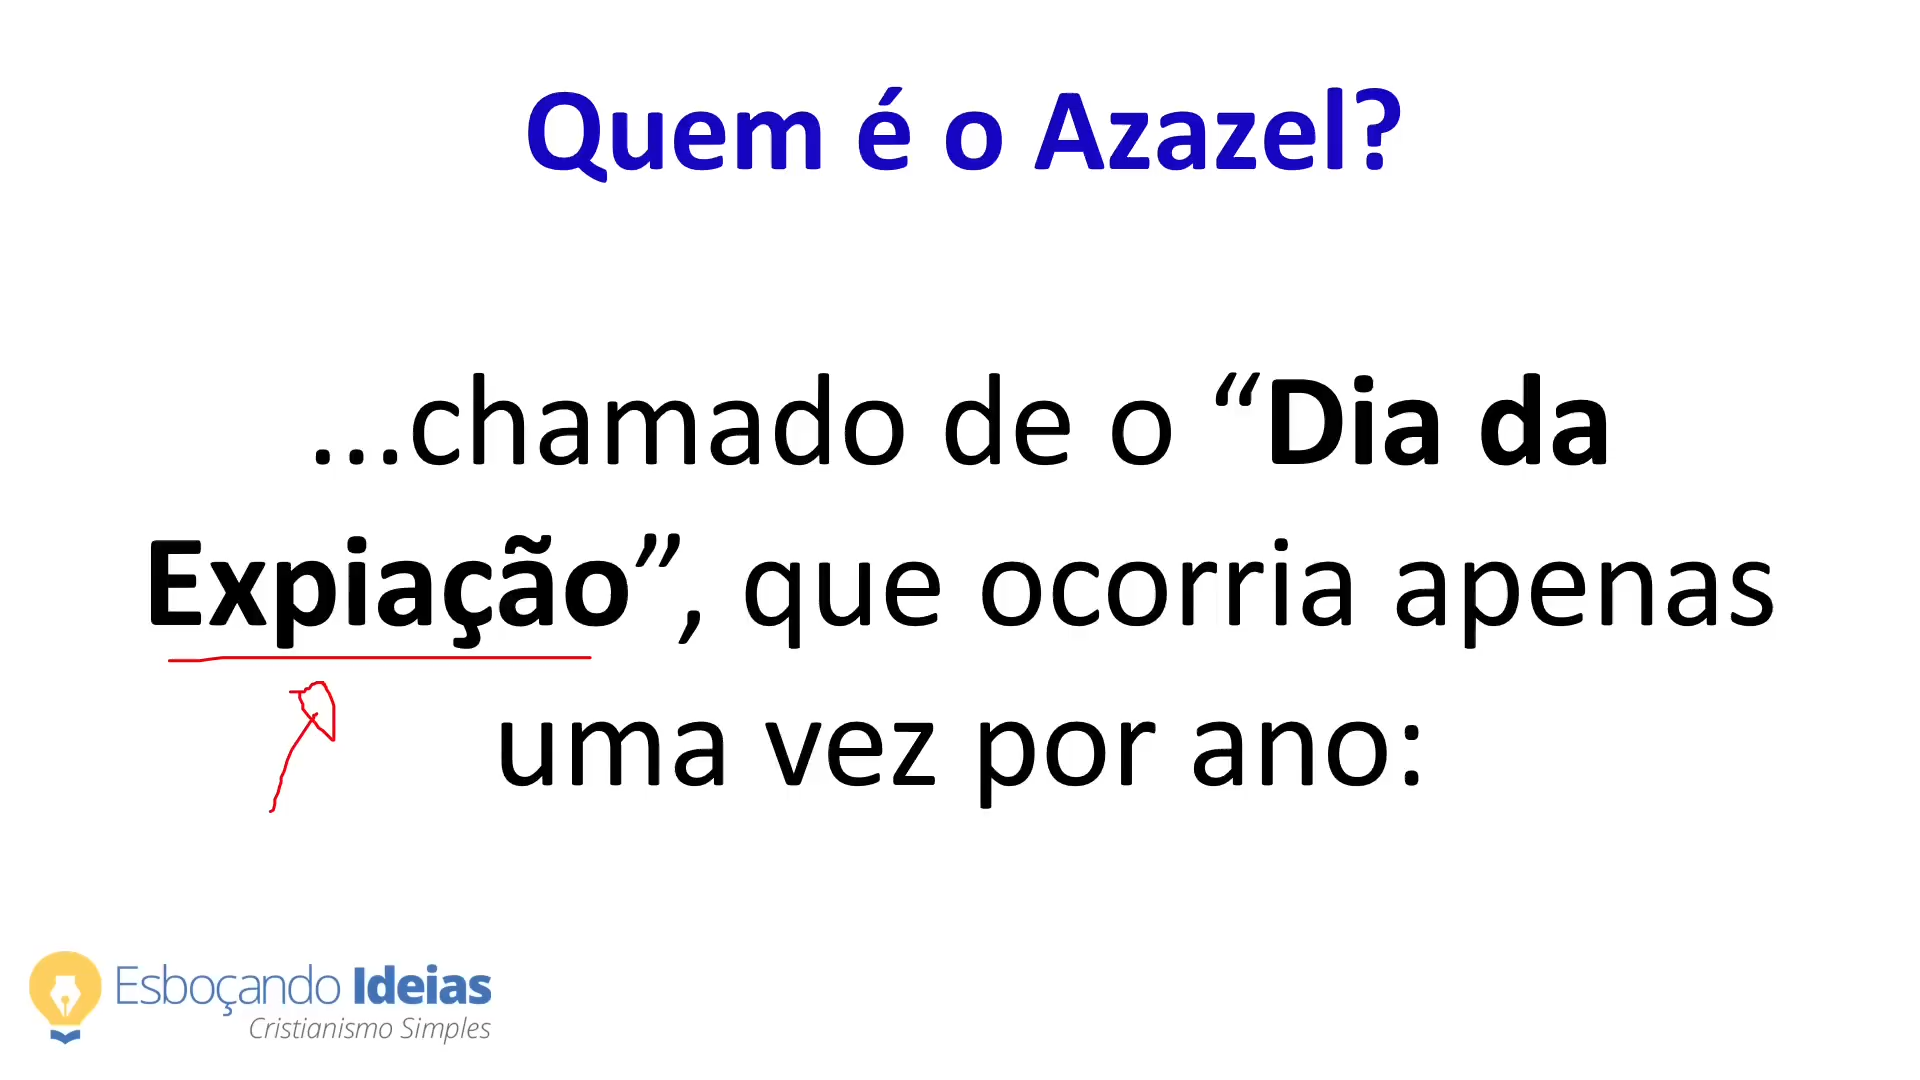 Quem é o Azazel?
...chamado de o “Dia da
Expiação”, que ocorria apenas
uma vez por ano:
Esboçando Ideias
Cristianismo Simples